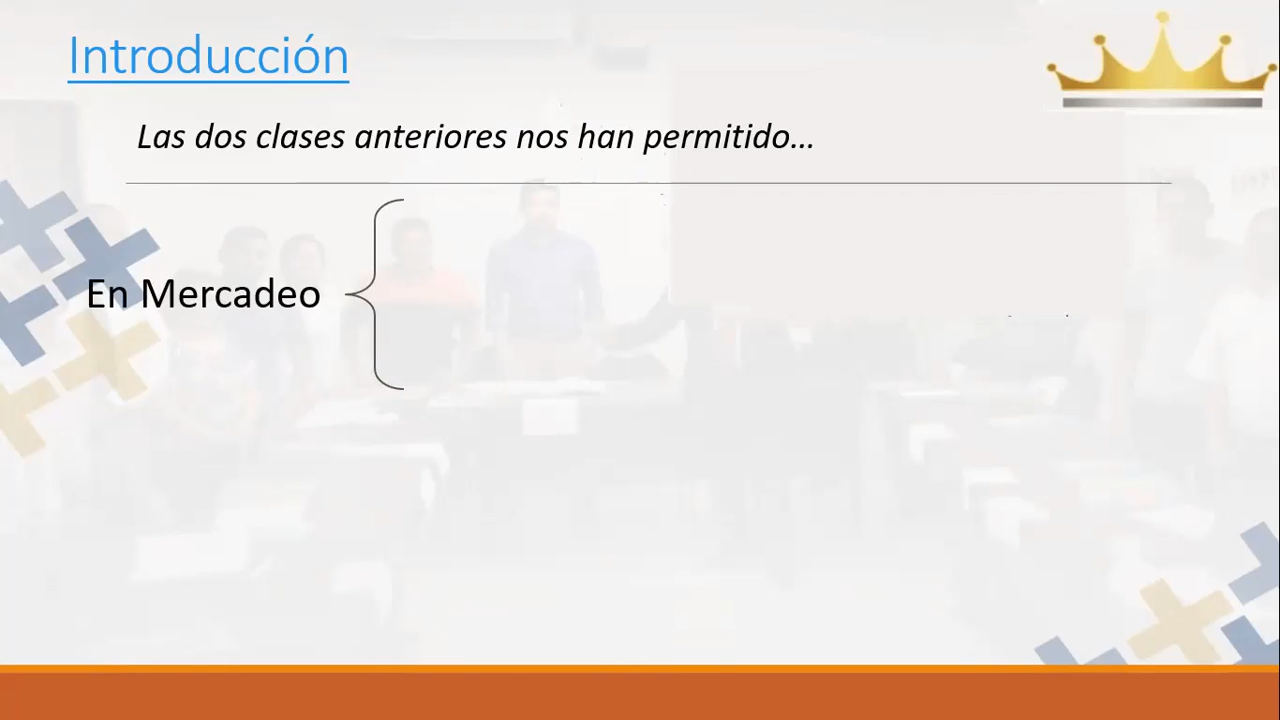 Introducción
Las dos clases anteriores nos han permitido...
En Mercadeo